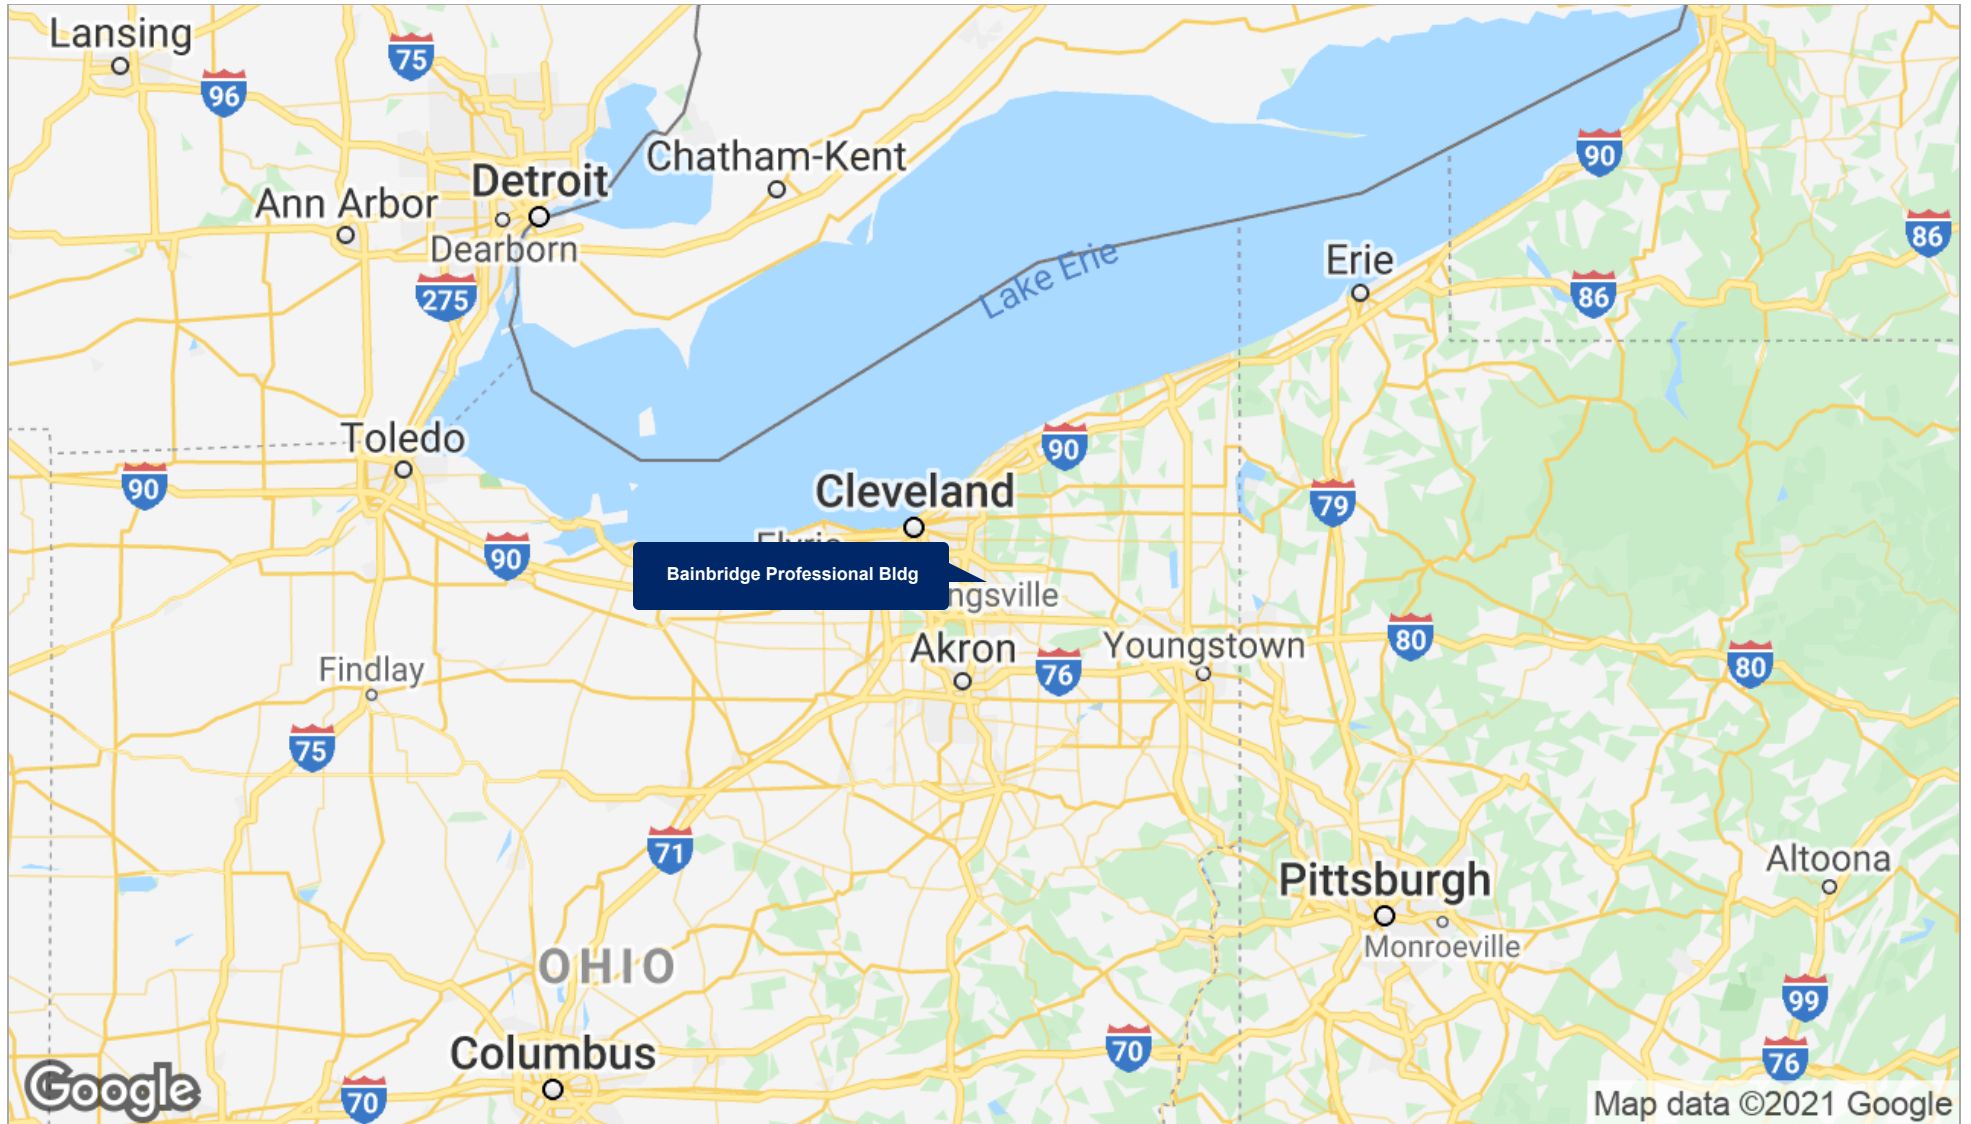 Lansing
75
96
Chatham-Kent
Detroit
90
Ann Arbor
86
Dearborn
Lake Erie
Erie
275
86
Toledo
90
90
Cleveland
79
90
Bainbridge Professional Bldg
ngsville
Akron
Youngstown
80
76
80
Findlay
75
71
Altoona
Pittsburgh
Monroeville
OHIO
99
Columbus
70
76
Google
70
Map data ©2021 Google